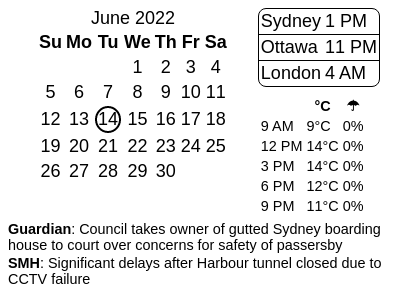 June 2022
Su Mo Tu We Th Fr Sa
1 2 3 4
5 6 7 8 9 10 11
12 13 14 15 16 17 18
19 20 21 22 23 24 25
26 27 28 29 30
Sydney 1 PM
Ottawa 11 PM
London 4 AM
°C ☂
9 AM 9°C 0%
12 PM 14°C 0%
3 PM 14°C 0%
6 PM 12°C 0%
9 PM 11°C 0%
Guardian: Council takes owner of gutted Sydney boarding
house to court over concerns for safety of passersby
SMH: Significant delays after Harbour tunnel closed due to
CCTV failure